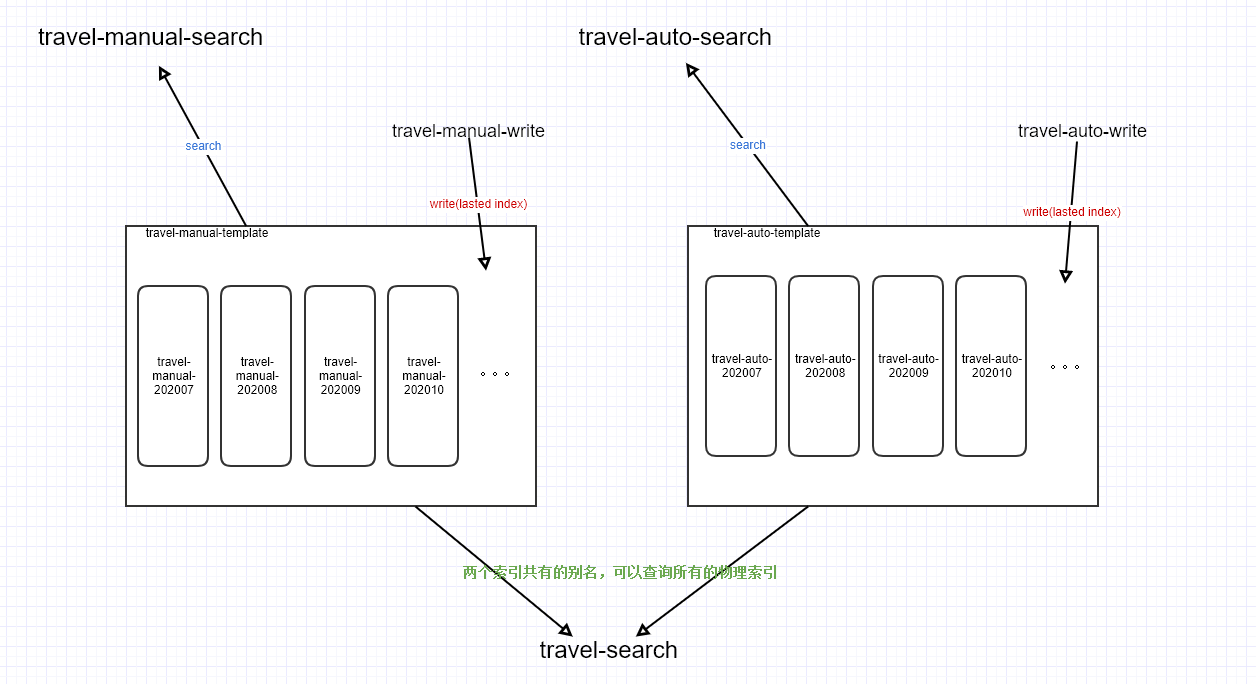 travel-manual-search
travel-auto-search
travel-manual-write
travel-auto-write
search
search
write(lasted index)
write(lasted index)
travel-manual-template
travel-auto-template
travel-
manual-
202007
travel-
manual-
202008
travel-
manual-
202009
travel-
manual-
202010
travel-auto-
202007
travel-auto-
202008
travel-auto-
202009
travel-auto-
202010
两个索引共有的别名，可以查询所有的物理索引
travel-search